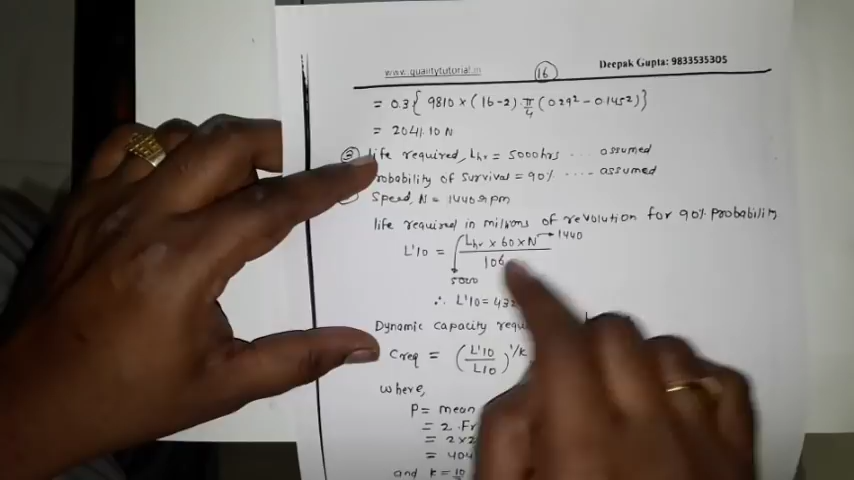 www.qualitytutorial.in 16 Deepak Gupta: 9833535305
= 0.3 { 9810 × (16-2) · π/4 (0.29² - 0.145²) }
= 2041.10 N
③ life required, Lhr = 5000hrs ... assumed
Probability of Survival = 90% .... assumed
Speed, N = 1440 rpm
life required in millions of revolution for 90% Probability
L'10 = Lhr × 60 × N / 10⁶ → 1440
5000
∴ L'10 = 432
Dynamic capacity
Creq = (L'10 / L10)^1/k
where,
P = mean
= 2 · Fr
= 2×2
= 404
and k = 10